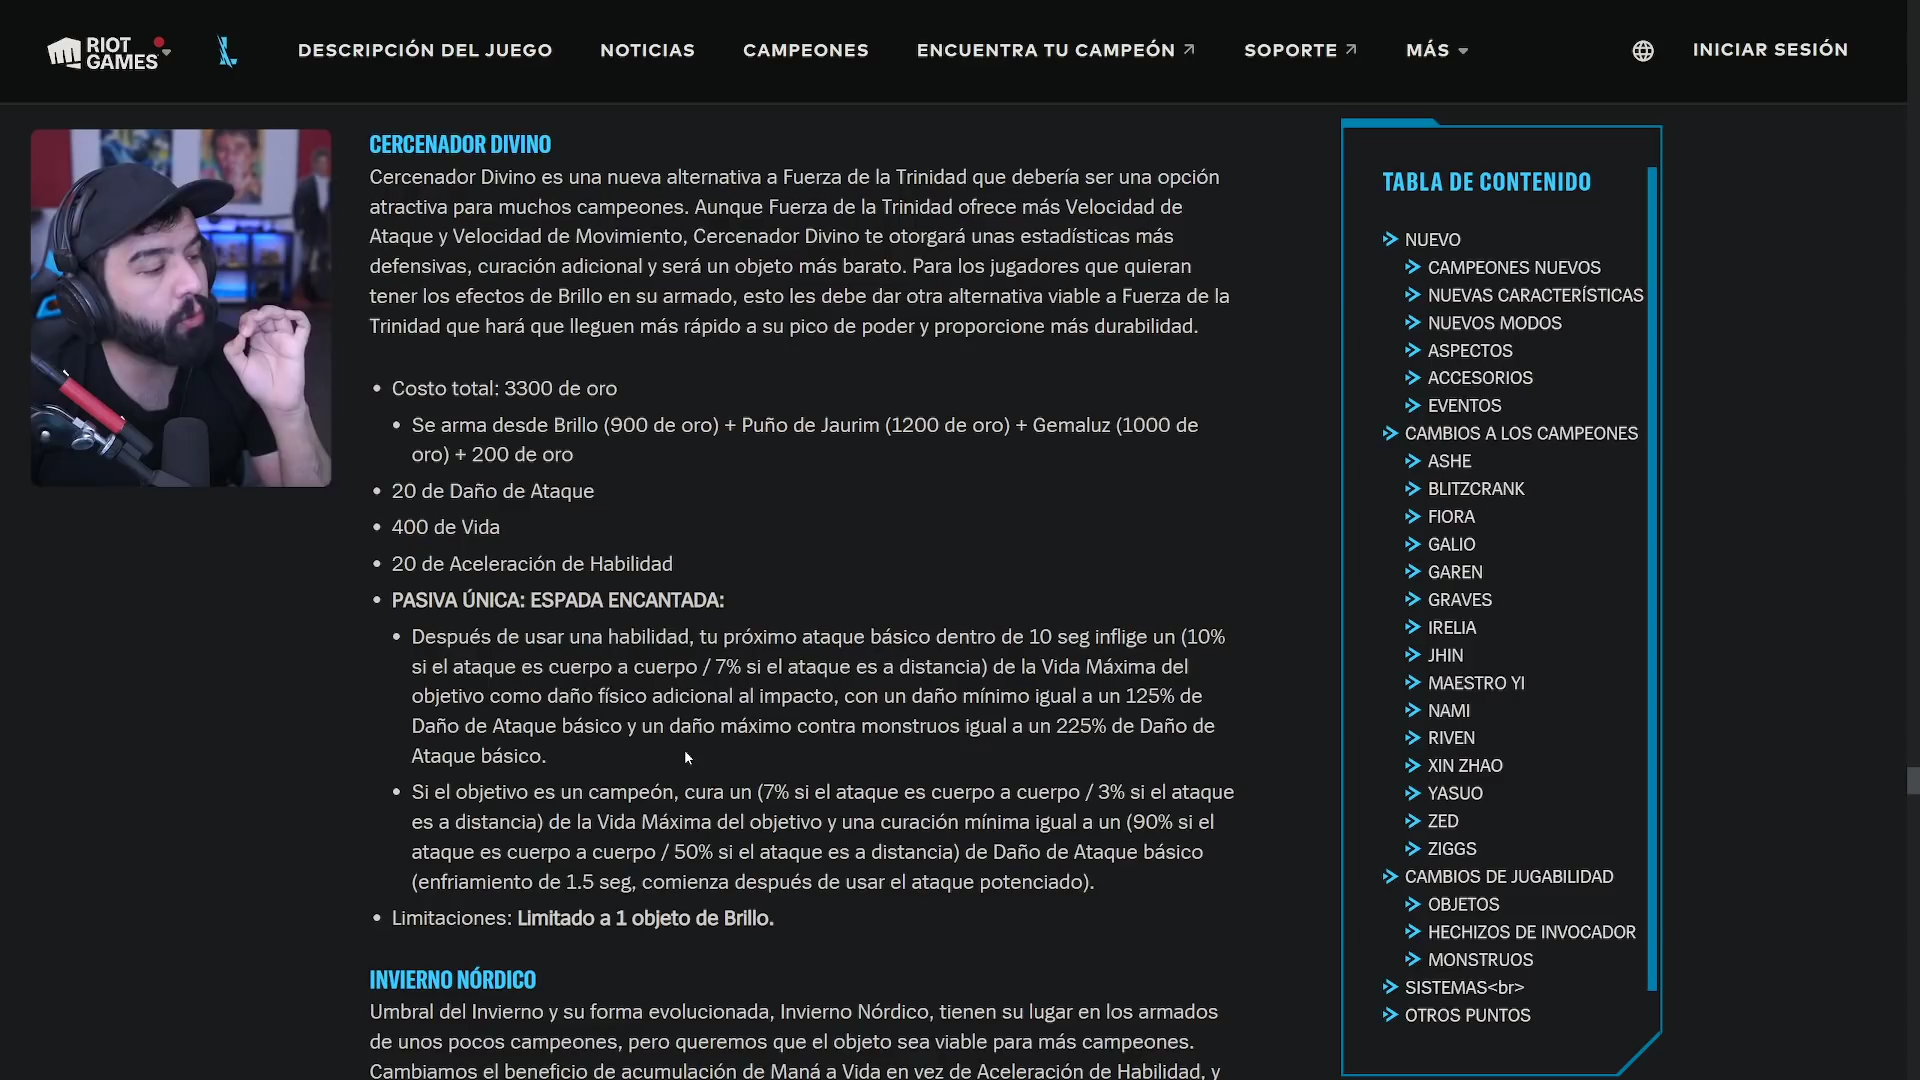 RIOT GAMES
DESCRIPCIÓN DEL JUEGO
NOTICIAS
CAMPEONES
ENCUENTRA TU CAMPEÓN
SOPORTE
MÁS
INICIAR SESIÓN
CERCENADOR DIVINO
Cercenador Divino es una nueva alternativa a Fuerza de la Trinidad que debería ser una opción
atractiva para muchos campeones. Aunque Fuerza de la Trinidad ofrece más Velocidad de
Ataque y Velocidad de Movimiento, Cercenador Divino te otorgará unas estadísticas más
defensivas, curación adicional y será un objeto más barato. Para los jugadores que quieran
tener los efectos de Brillo en su armado, esto les debe dar otra alternativa viable a Fuerza de la
Trinidad que hará que lleguen más rápido a su pico de poder y proporcione más durabilidad.
• Costo total: 3300 de oro
• Se arma desde Brillo (900 de oro) + Puño de Jaurim (1200 de oro) + Gemaluz (1000 de
oro) + 200 de oro
• 20 de Daño de Ataque
• 400 de Vida
• 20 de Aceleración de Habilidad
• PASIVA ÚNICA: ESPADA ENCANTADA:
• Después de usar una habilidad, tu próximo ataque básico dentro de 10 seg inflige un (10%
si el ataque es cuerpo a cuerpo / 7% si el ataque es a distancia) de la Vida Máxima del
objetivo como daño físico adicional al impacto, con un daño mínimo igual a un 125% de
Daño de Ataque básico y un daño máximo contra monstruos igual a un 225% de Daño de
Ataque básico.
• Si el objetivo es un campeón, cura un (7% si el ataque es cuerpo a cuerpo / 3% si el ataque
es a distancia) de la Vida Máxima del objetivo y una curación mínima igual a un (90% si el
ataque es cuerpo a cuerpo / 50% si el ataque es a distancia) de Daño de Ataque básico
(enfriamiento de 1.5 seg, comienza después de usar el ataque potenciado).
• Limitaciones: Limitado a 1 objeto de Brillo.
INVIERNO NÓRDICO
Umbral del Invierno y su forma evolucionada, Invierno Nórdico, tienen su lugar en los armados
de unos pocos campeones, pero queremos que el objeto sea viable para más campeones.
Cambiamos el beneficio de acumulación de Maná a Vida en vez de Aceleración de Habilidad, y
TABLA DE CONTENIDO
NUEVO
CAMPEONES NUEVOS
NUEVAS CARACTERÍSTICAS
NUEVOS MODOS
ASPECTOS
ACCESORIOS
EVENTOS
CAMBIOS A LOS CAMPEONES
ASHE
BLITZCRANK
FIORA
GALIO
GAREN
GRAVES
IRELIA
JHIN
MAESTRO YI
NAMI
RIVEN
XIN ZHAO
YASUO
ZED
ZIGGS
CAMBIOS DE JUGABILIDAD
OBJETOS
HECHIZOS DE INVOCADOR
MONSTRUOS
SISTEMAS<br>
OTROS PUNTOS